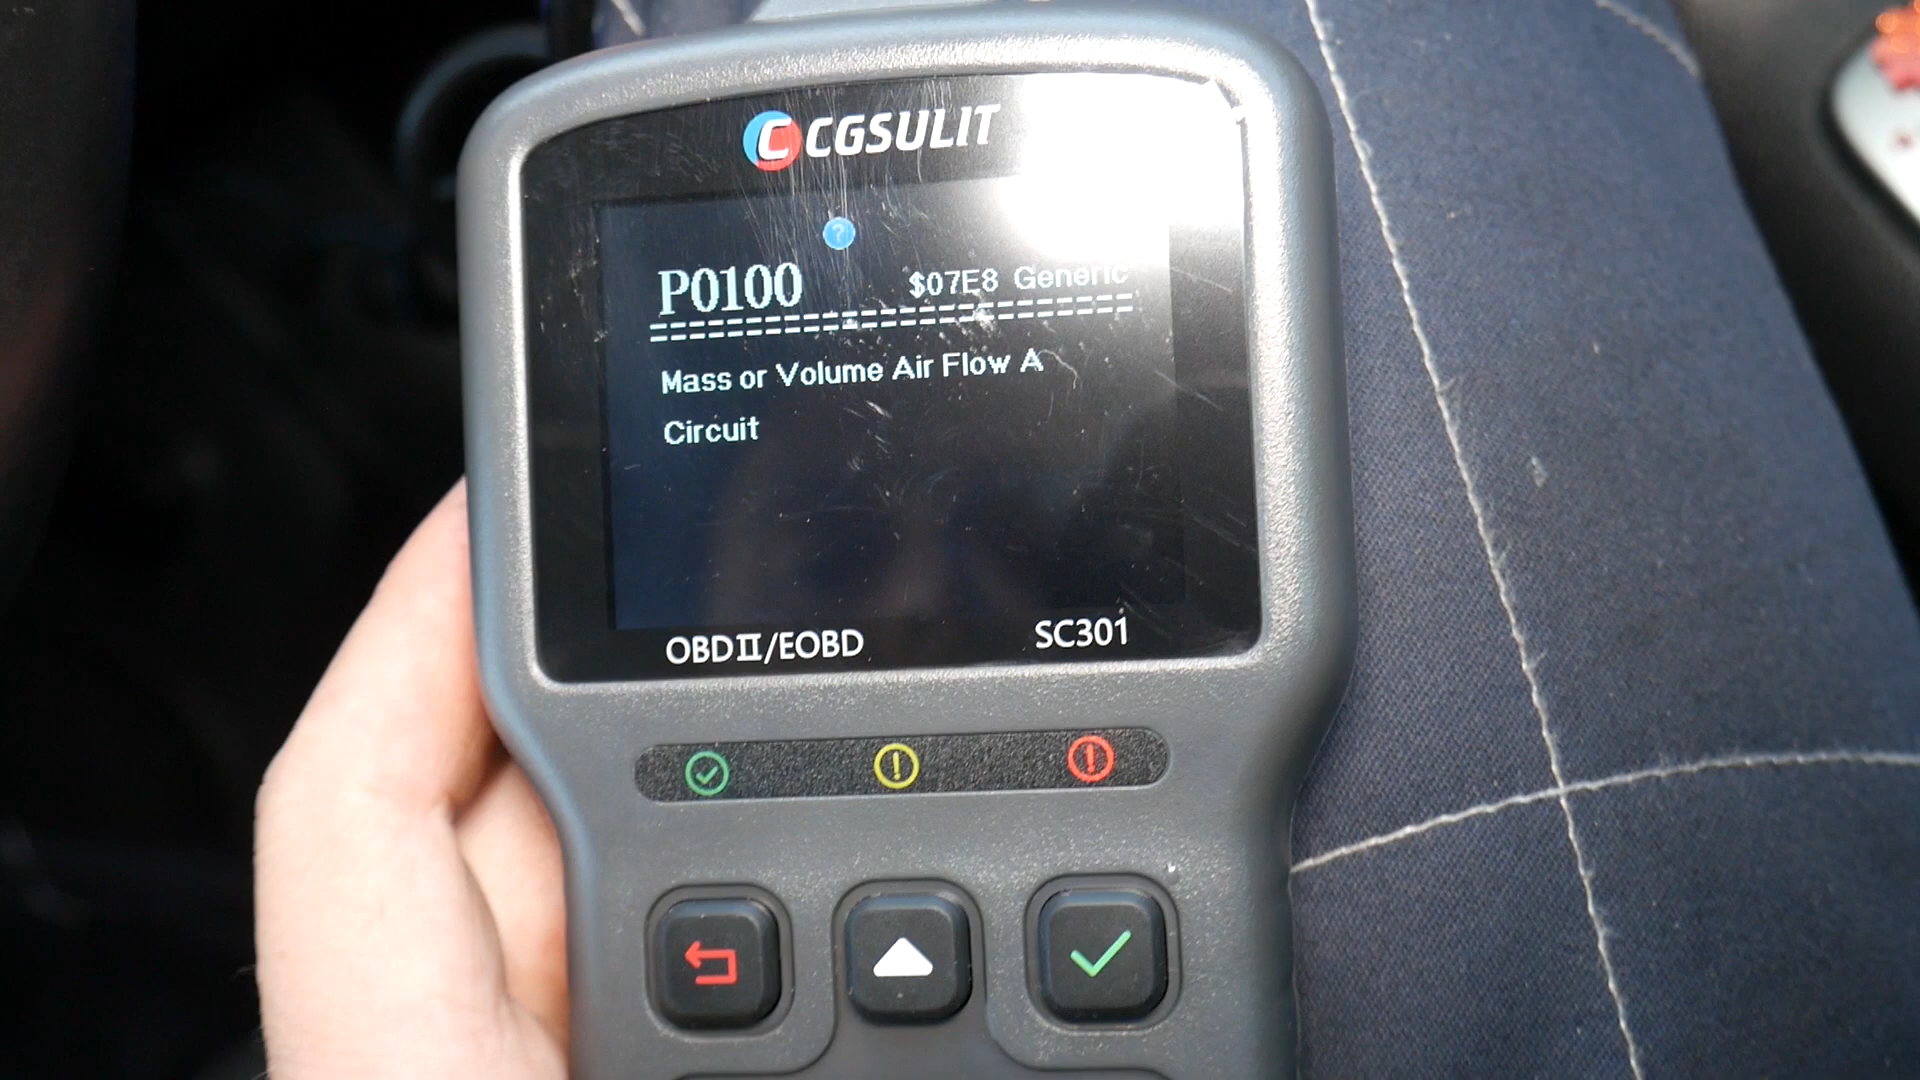 C CGSULIT
?
P0100 $07E8 Generic
Mass or Volume Air Flow A
Circuit
OBDII/EOBD SC301